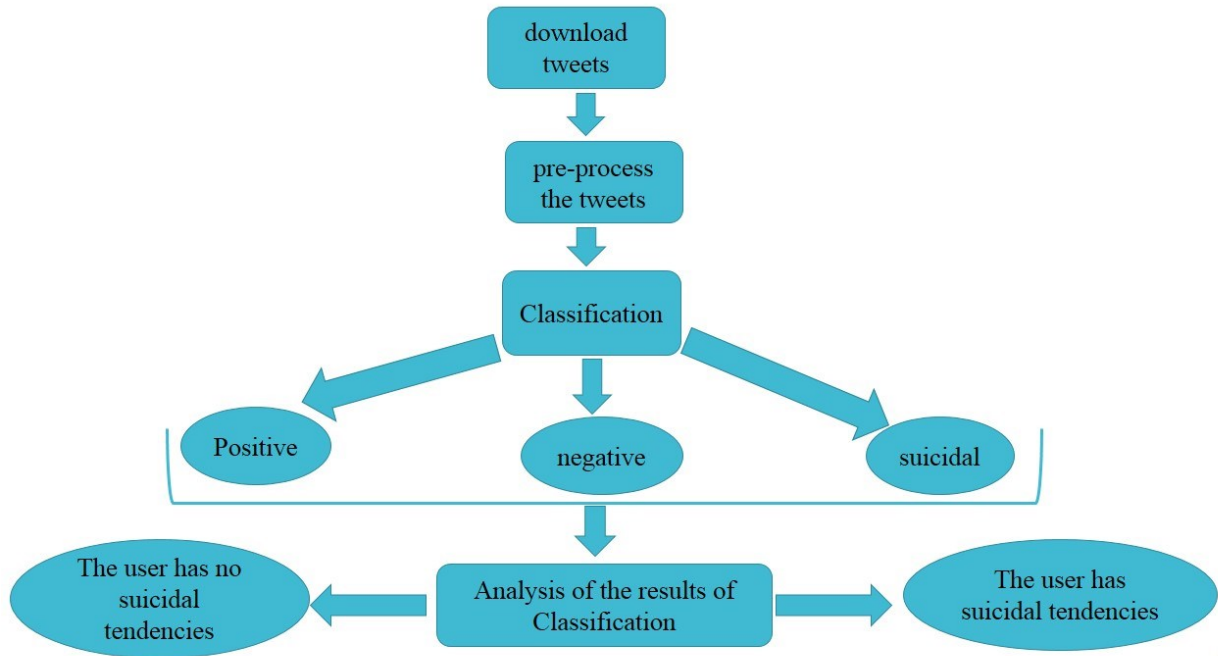 download
tweets
pre-process
the tweets
Classification
Positive
negative
suicidal
The user has no
suicidal
tendencies
Analysis of the results of
Classification
The user has
suicidal tendencies